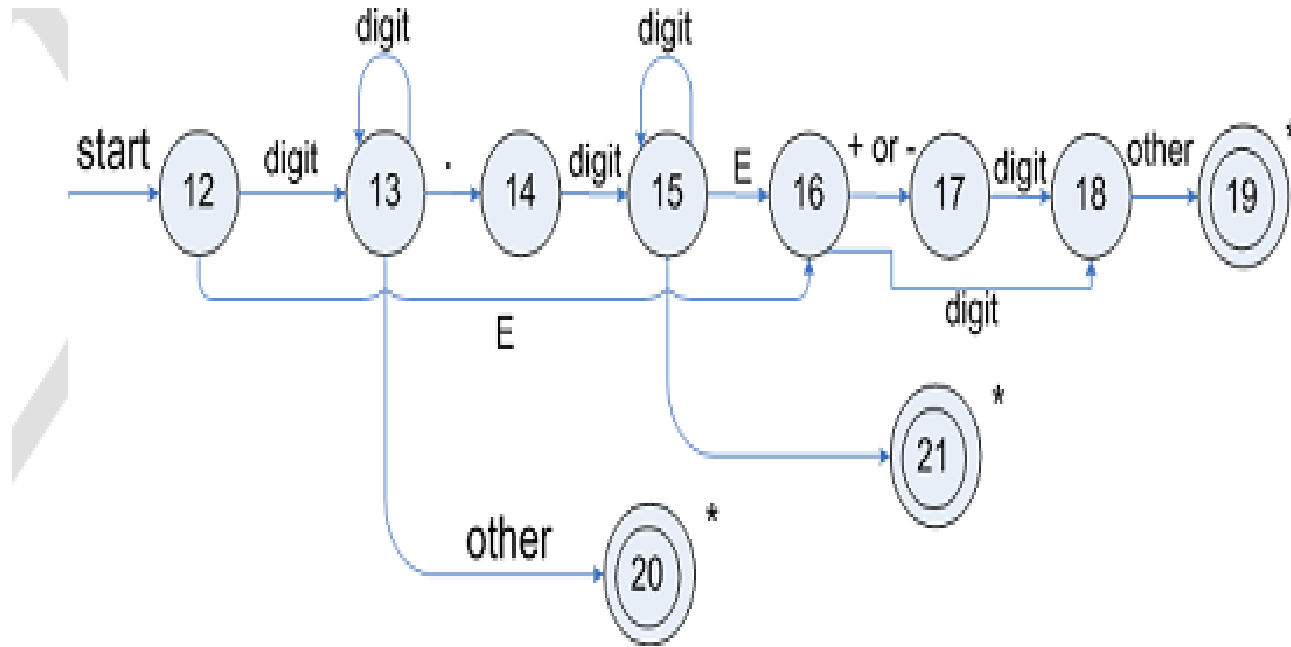 digit digit
start digit . digit E + or - digit other *
12 13 14 15 16 17 18 19
E digit
21 *
other 20 *